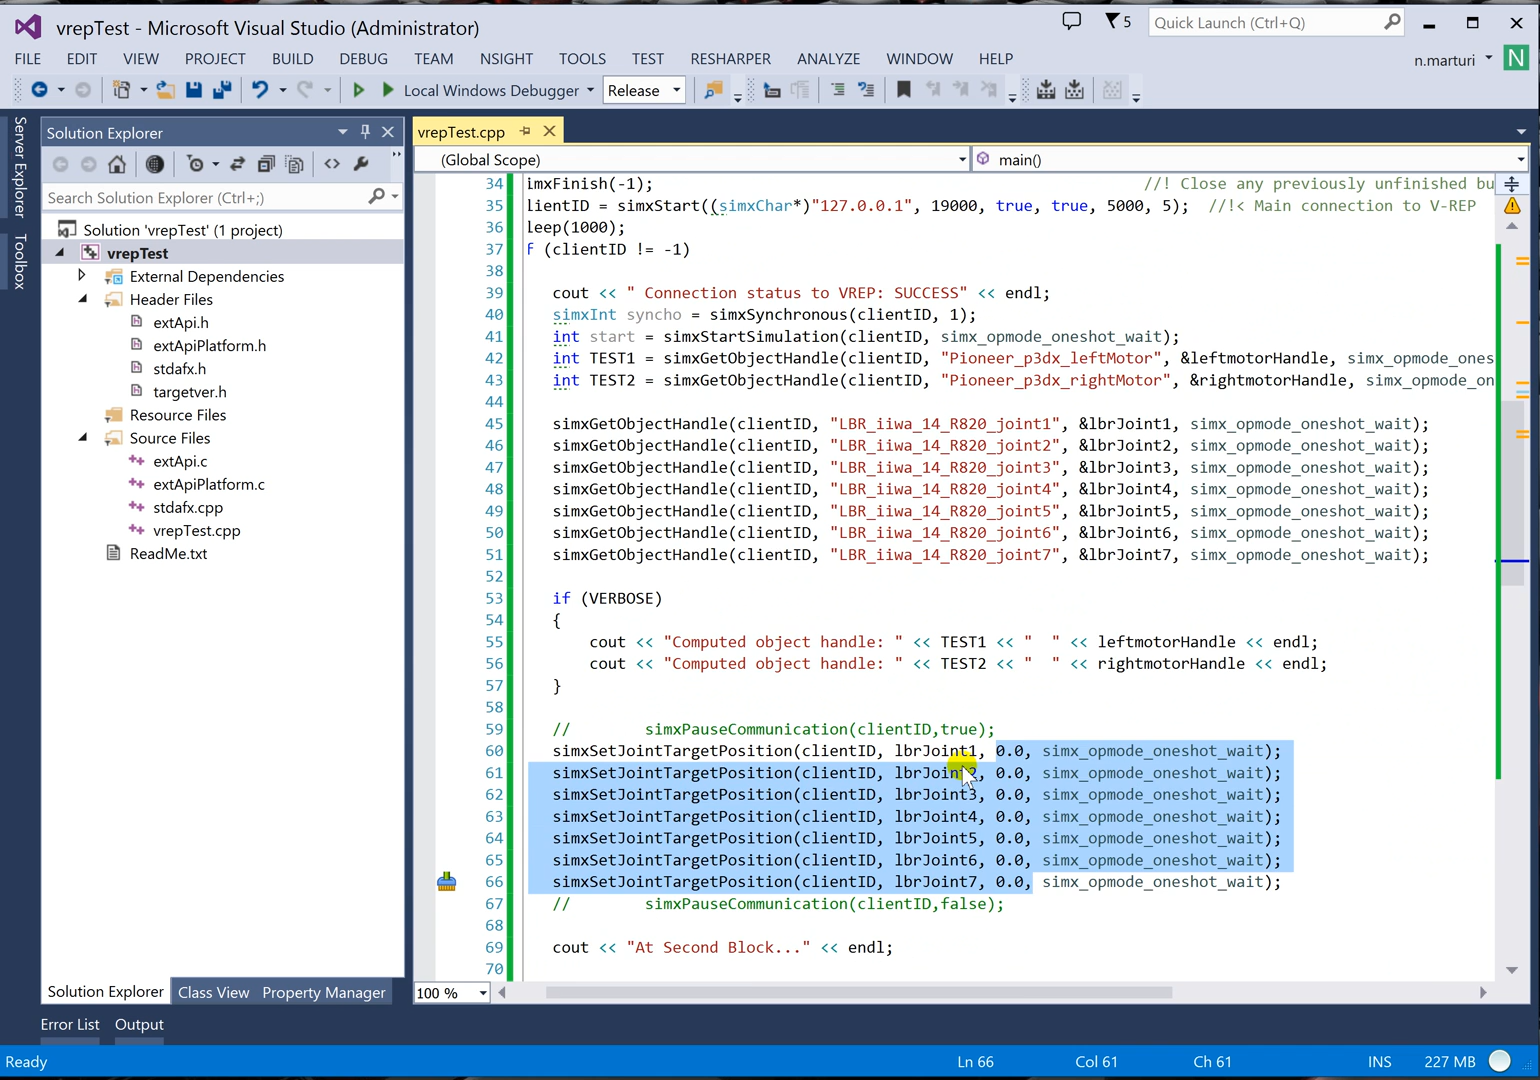 vrepTest - Microsoft Visual Studio (Administrator)
5
Quick Launch (Ctrl+Q)
FILE EDIT VIEW PROJECT BUILD DEBUG TEAM NSIGHT TOOLS TEST RESHARPER ANALYZE WINDOW HELP
n.marturi N
Local Windows Debugger Release
Server Explorer
Toolbox
Solution Explorer
Search Solution Explorer (Ctrl+;)
Solution 'vrepTest' (1 project)
vrepTest
External Dependencies
Header Files
extApi.h
extApiPlatform.h
stdafx.h
targetver.h
Resource Files
Source Files
extApi.c
extApiPlatform.c
stdafx.cpp
vrepTest.cpp
ReadMe.txt
Solution Explorer Class View Property Manager
vrepTest.cpp
(Global Scope) main()
34 imxFinish(-1); //! Close any previously unfinished bu
35 lientID = simxStart((simxChar*)"127.0.0.1", 19000, true, true, 5000, 5); //!< Main connection to V-REP
36 leep(1000);
37 f (clientID != -1)
38
39 cout << " Connection status to VREP: SUCCESS" << endl;
40 simxInt syncho = simxSynchronous(clientID, 1);
41 int start = simxStartSimulation(clientID, simx_opmode_oneshot_wait);
42 int TEST1 = simxGetObjectHandle(clientID, "Pioneer_p3dx_leftMotor", &leftmotorHandle, simx_opmode_ones
43 int TEST2 = simxGetObjectHandle(clientID, "Pioneer_p3dx_rightMotor", &rightmotorHandle, simx_opmode_on
44
45 simxGetObjectHandle(clientID, "LBR_iiwa_14_R820_joint1", &lbrJoint1, simx_opmode_oneshot_wait);
46 simxGetObjectHandle(clientID, "LBR_iiwa_14_R820_joint2", &lbrJoint2, simx_opmode_oneshot_wait);
47 simxGetObjectHandle(clientID, "LBR_iiwa_14_R820_joint3", &lbrJoint3, simx_opmode_oneshot_wait);
48 simxGetObjectHandle(clientID, "LBR_iiwa_14_R820_joint4", &lbrJoint4, simx_opmode_oneshot_wait);
49 simxGetObjectHandle(clientID, "LBR_iiwa_14_R820_joint5", &lbrJoint5, simx_opmode_oneshot_wait);
50 simxGetObjectHandle(clientID, "LBR_iiwa_14_R820_joint6", &lbrJoint6, simx_opmode_oneshot_wait);
51 simxGetObjectHandle(clientID, "LBR_iiwa_14_R820_joint7", &lbrJoint7, simx_opmode_oneshot_wait);
52
53 if (VERBOSE)
54 {
55 cout << "Computed object handle: " << TEST1 << "  " << leftmotorHandle << endl;
56 cout << "Computed object handle: " << TEST2 << "  " << rightmotorHandle << endl;
57 }
58
59 // simxPauseCommunication(clientID,true);
60 simxSetJointTargetPosition(clientID, lbrJoint1, 0.0, simx_opmode_oneshot_wait);
61 simxSetJointTargetPosition(clientID, lbrJoint2, 0.0, simx_opmode_oneshot_wait);
62 simxSetJointTargetPosition(clientID, lbrJoint3, 0.0, simx_opmode_oneshot_wait);
63 simxSetJointTargetPosition(clientID, lbrJoint4, 0.0, simx_opmode_oneshot_wait);
64 simxSetJointTargetPosition(clientID, lbrJoint5, 0.0, simx_opmode_oneshot_wait);
65 simxSetJointTargetPosition(clientID, lbrJoint6, 0.0, simx_opmode_oneshot_wait);
66 simxSetJointTargetPosition(clientID, lbrJoint7, 0.0, simx_opmode_oneshot_wait);
67 // simxPauseCommunication(clientID,false);
68
69 cout << "At Second Block..." << endl;
70
100 %
Error List Output
Ready Ln 66 Col 61 Ch 61 INS 227 MB